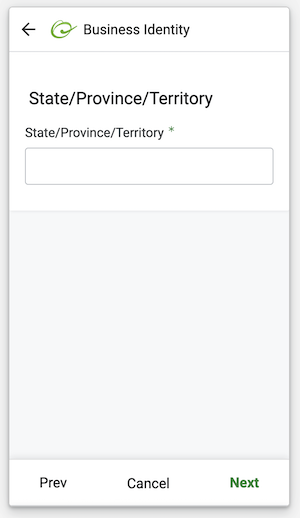 Business Identity
State/Province/Territory
State/Province/Territory *
Prev
Cancel
Next